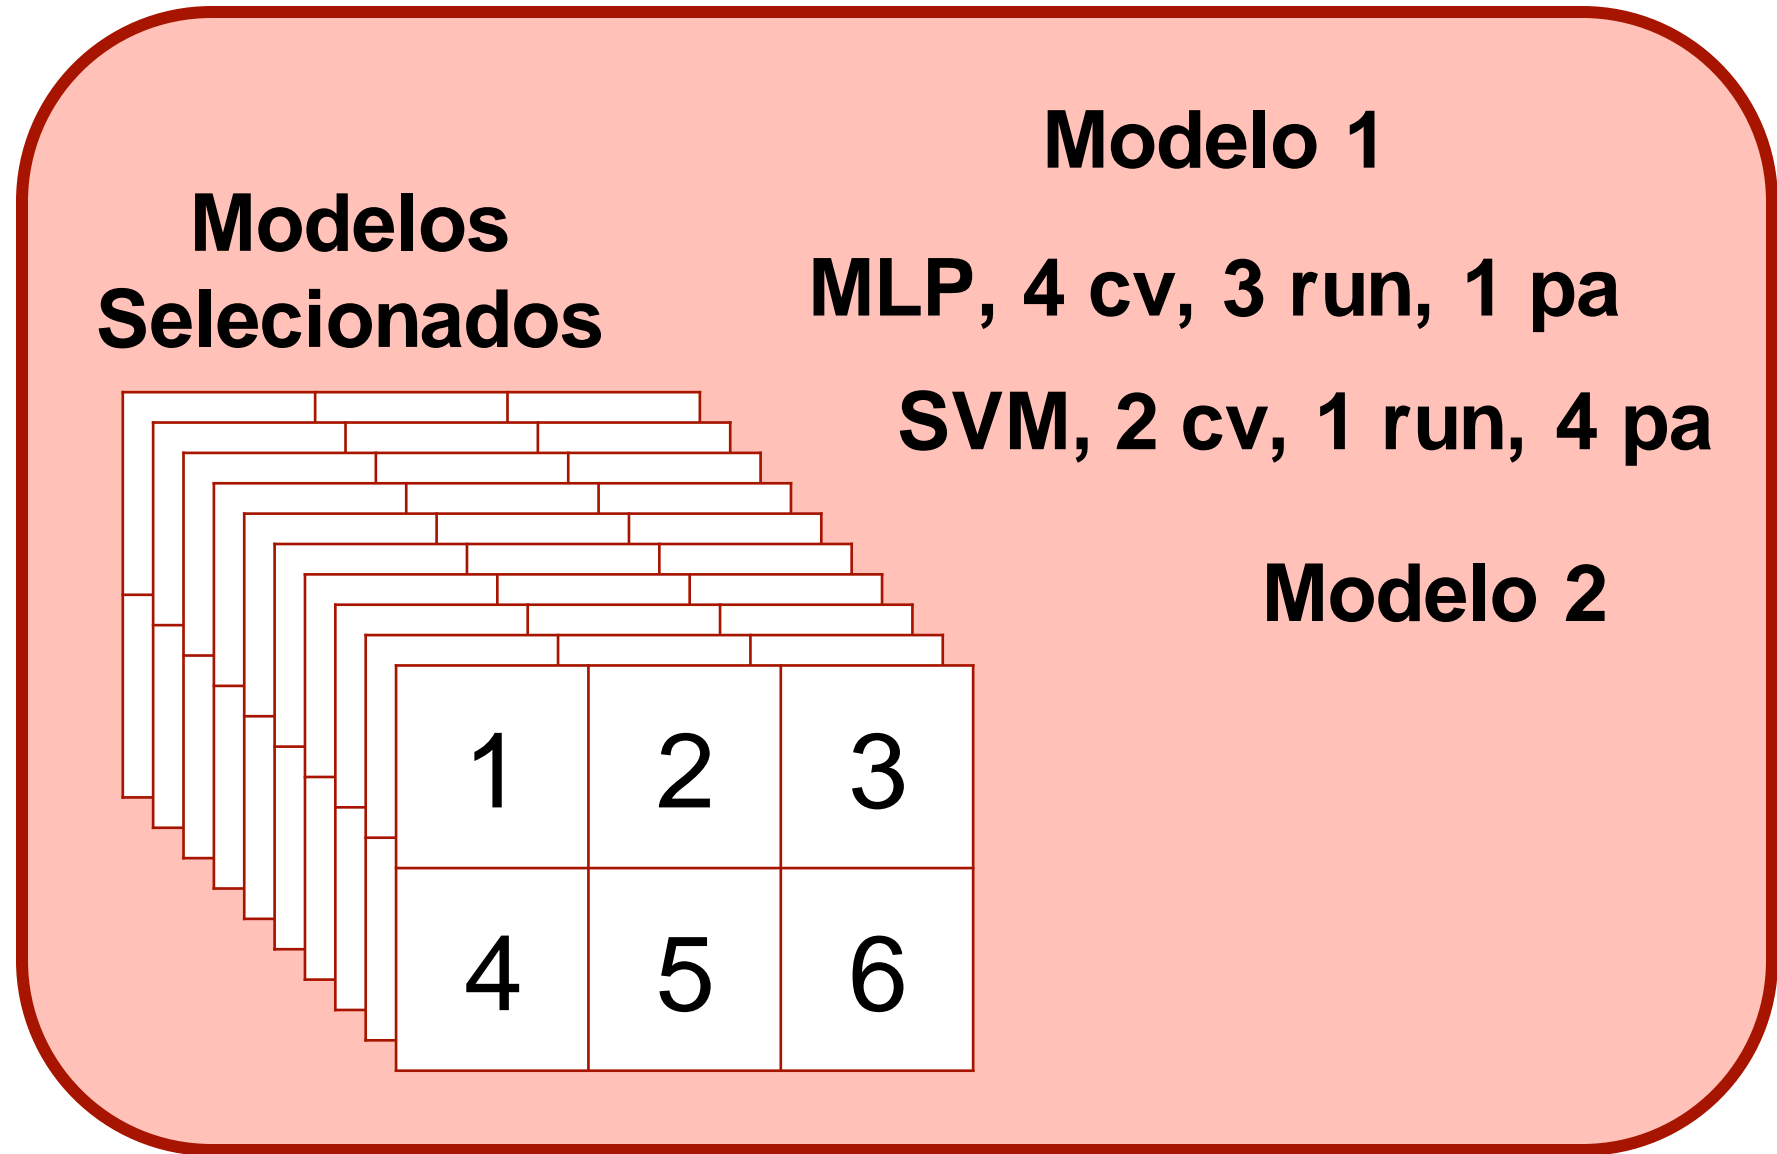 Modelos
Selecionados
1 2 3
4 5 6
Modelo 1
MLP, 4 cv, 3 run, 1 pa
SVM, 2 cv, 1 run, 4 pa
Modelo 2